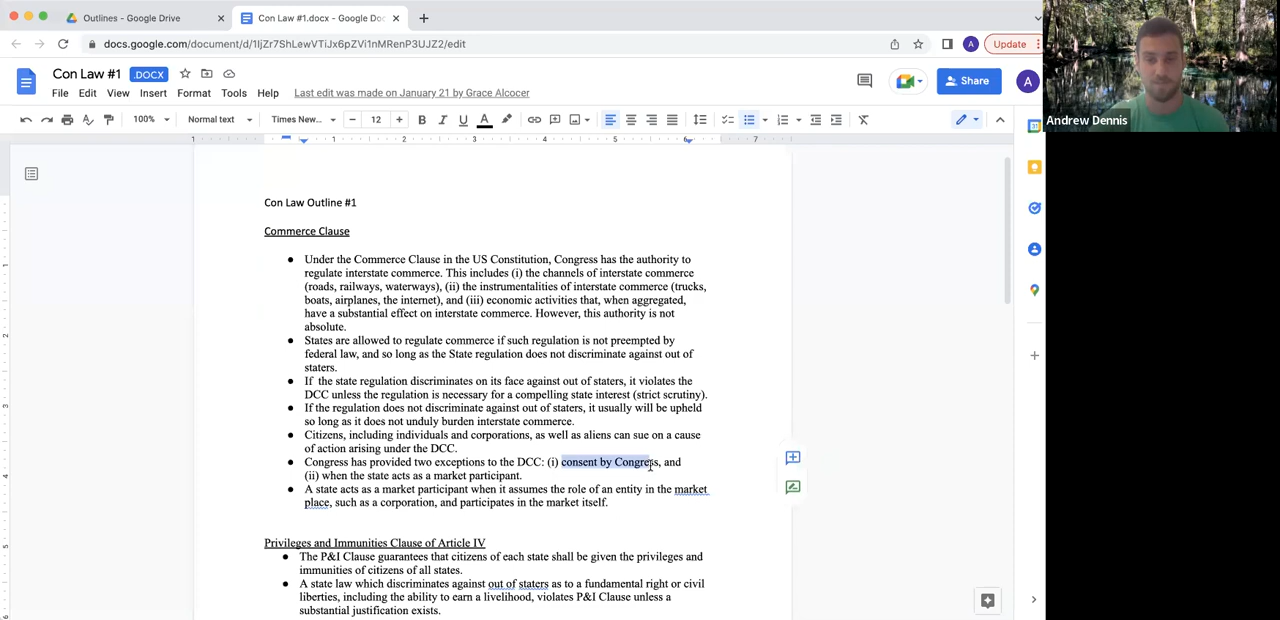 Outlines - Google Drive
Con Law #1.docx - Google Doc
docs.google.com/document/d/1IjZr7ShLewVTiJx6pZVi1nMRenP3UJZ2/edit
A
Update
Andrew Dennis
Con Law #1
.DOCX
File Edit View Insert Format Tools Help
Last edit was made on January 21 by Grace Alcocer
Share
A
100%
Normal text
Times New...
12
B I U A
1 1 2 3 4 5 6 7
Con Law Outline #1
Commerce Clause
● Under the Commerce Clause in the US Constitution, Congress has the authority to
regulate interstate commerce. This includes (i) the channels of interstate commerce
(roads, railways, waterways), (ii) the instrumentalities of interstate commerce (trucks,
boats, airplanes, the internet), and (iii) economic activities that, when aggregated,
have a substantial effect on interstate commerce. However, this authority is not
absolute.
● States are allowed to regulate commerce if such regulation is not preempted by
federal law, and so long as the State regulation does not discriminate against out of
staters.
● If the state regulation discriminates on its face against out of staters, it violates the
DCC unless the regulation is necessary for a compelling state interest (strict scrutiny).
● If the regulation does not discriminate against out of staters, it usually will be upheld
so long as it does not unduly burden interstate commerce.
● Citizens, including individuals and corporations, as well as aliens can sue on a cause
of action arising under the DCC.
● Congress has provided two exceptions to the DCC: (i) consent by Congress, and
(ii) when the state acts as a market participant.
● A state acts as a market participant when it assumes the role of an entity in the market
place, such as a corporation, and participates in the market itself.
Privileges and Immunities Clause of Article IV
● The P&I Clause guarantees that citizens of each state shall be given the privileges and
immunities of citizens of all states.
● A state law which discriminates against out of staters as to a fundamental right or civil
liberties, including the ability to earn a livelihood, violates P&I Clause unless a
substantial justification exists.